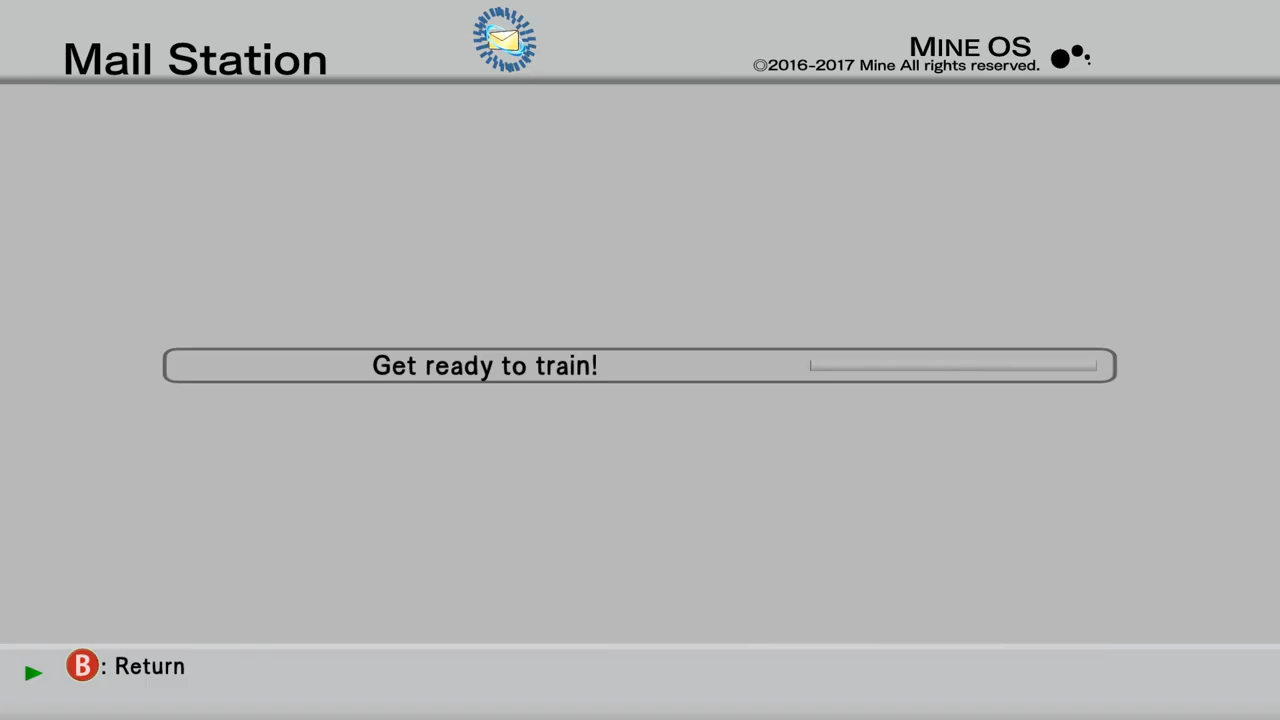 Mail Station
MINE OS
©2016-2017 Mine All rights reserved.
Get ready to train!
B: Return